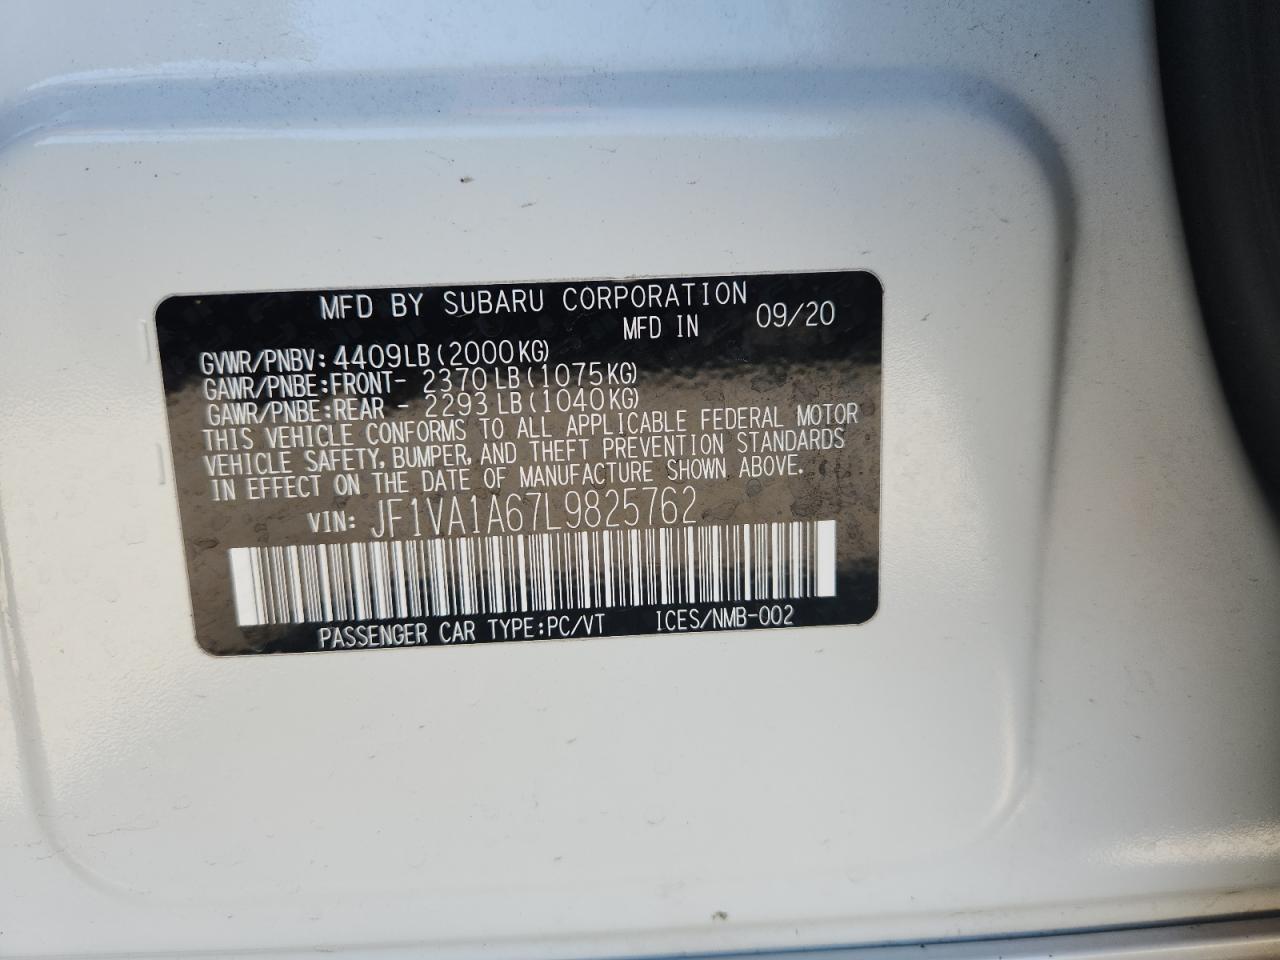 MFD BY SUBARU CORPORATION
MFD IN 09/20
GVWR/PNBV: 4409LB(2000KG)
GAWR/PNBE:FRONT- 2370LB(1075KG)
GAWR/PNBE:REAR - 2293LB(1040KG)
THIS VEHICLE CONFORMS TO ALL APPLICABLE FEDERAL MOTOR
VEHICLE SAFETY, BUMPER, AND THEFT PREVENTION STANDARDS
IN EFFECT ON THE DATE OF MANUFACTURE SHOWN ABOVE.
VIN: JF1VA1A67L9825762
PASSENGER CAR TYPE:PC/VT ICES/NMB-002